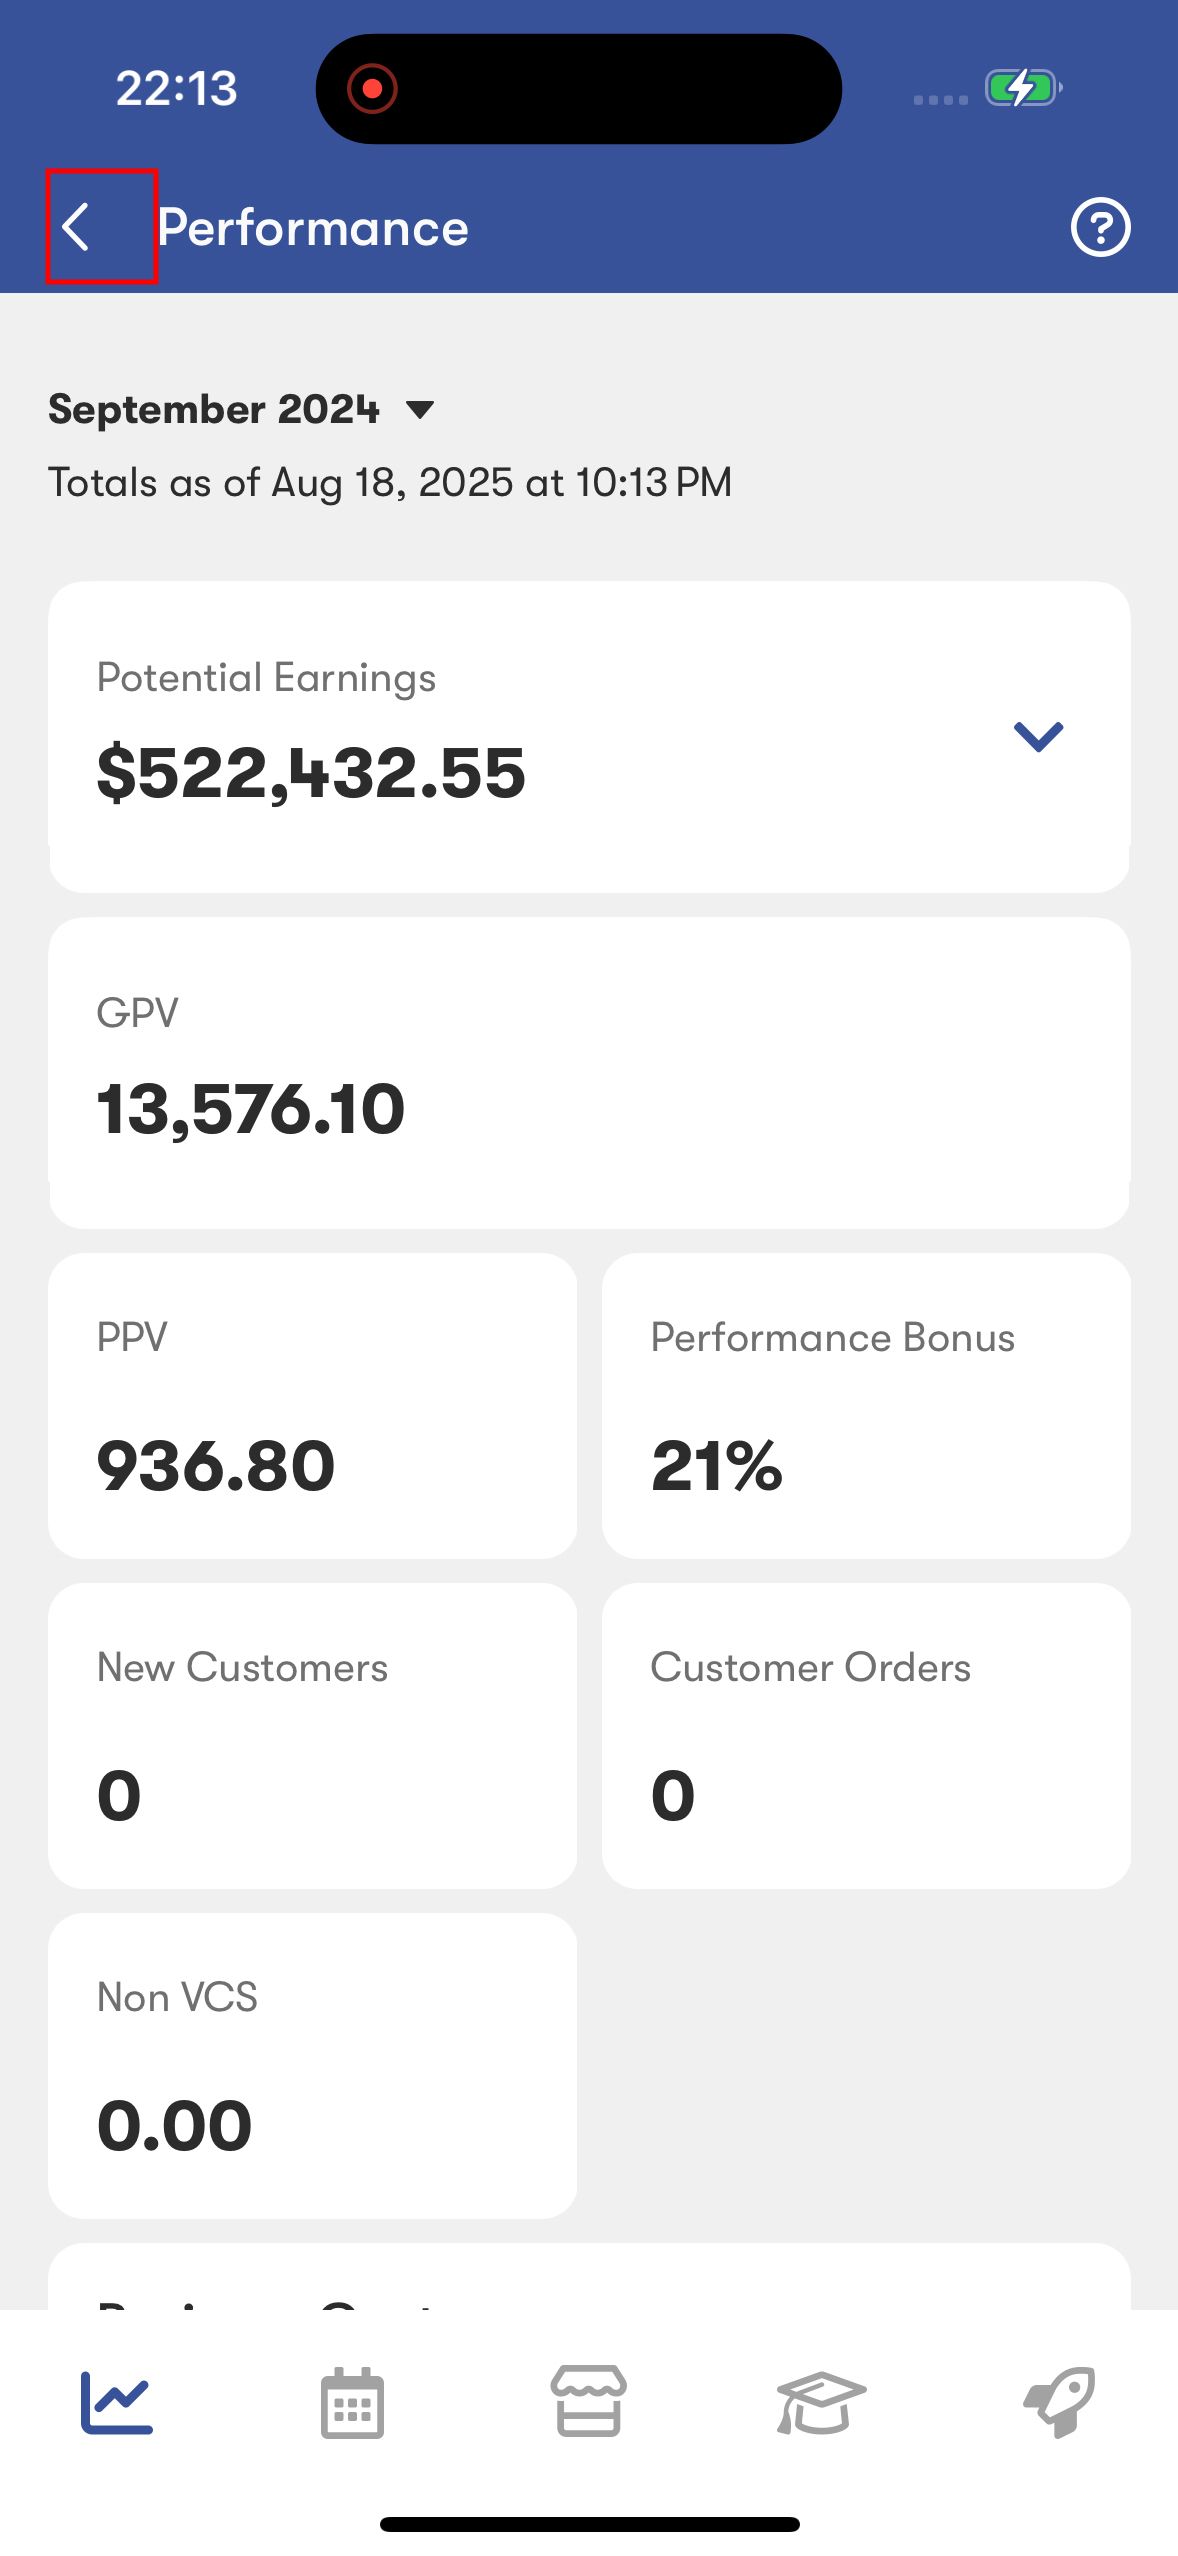 22:13
Performance
September 2024
Totals as of Aug 18, 2025 at 10:13 PM
Potential Earnings
$522,432.55
GPV
13,576.10
PPV
Performance Bonus
936.80
21%
New Customers
Customer Orders
0
0
Non VCS
0.00